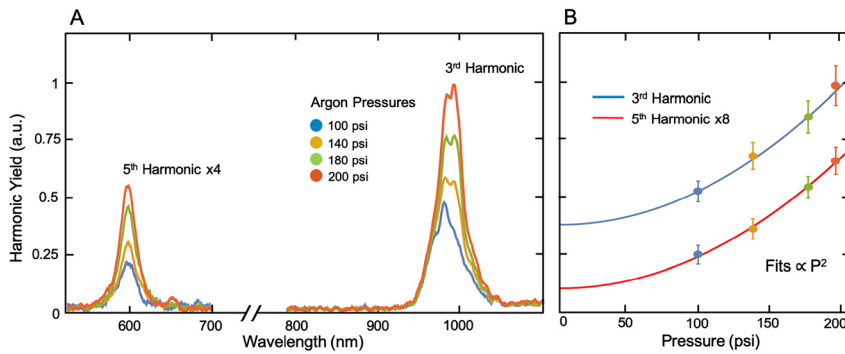 A
B
Harmonic Yield (a.u.)
1
0.75
0.5
0.25
0
5th Harmonic x4
3rd Harmonic
Argon Pressures
100 psi
140 psi
180 psi
200 psi
600
700
800
900
1000
Wavelength (nm)
3rd Harmonic
5th Harmonic x8
Fits ∝ P²
0
50
100
150
200
Pressure (psi)